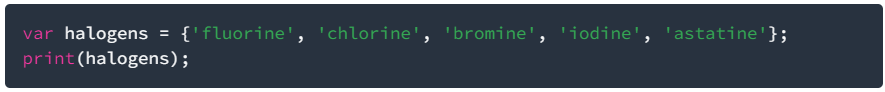 var halogens = {'fluorine', 'chlorine', 'bromine', 'iodine', 'astatine'};
print(halogens);